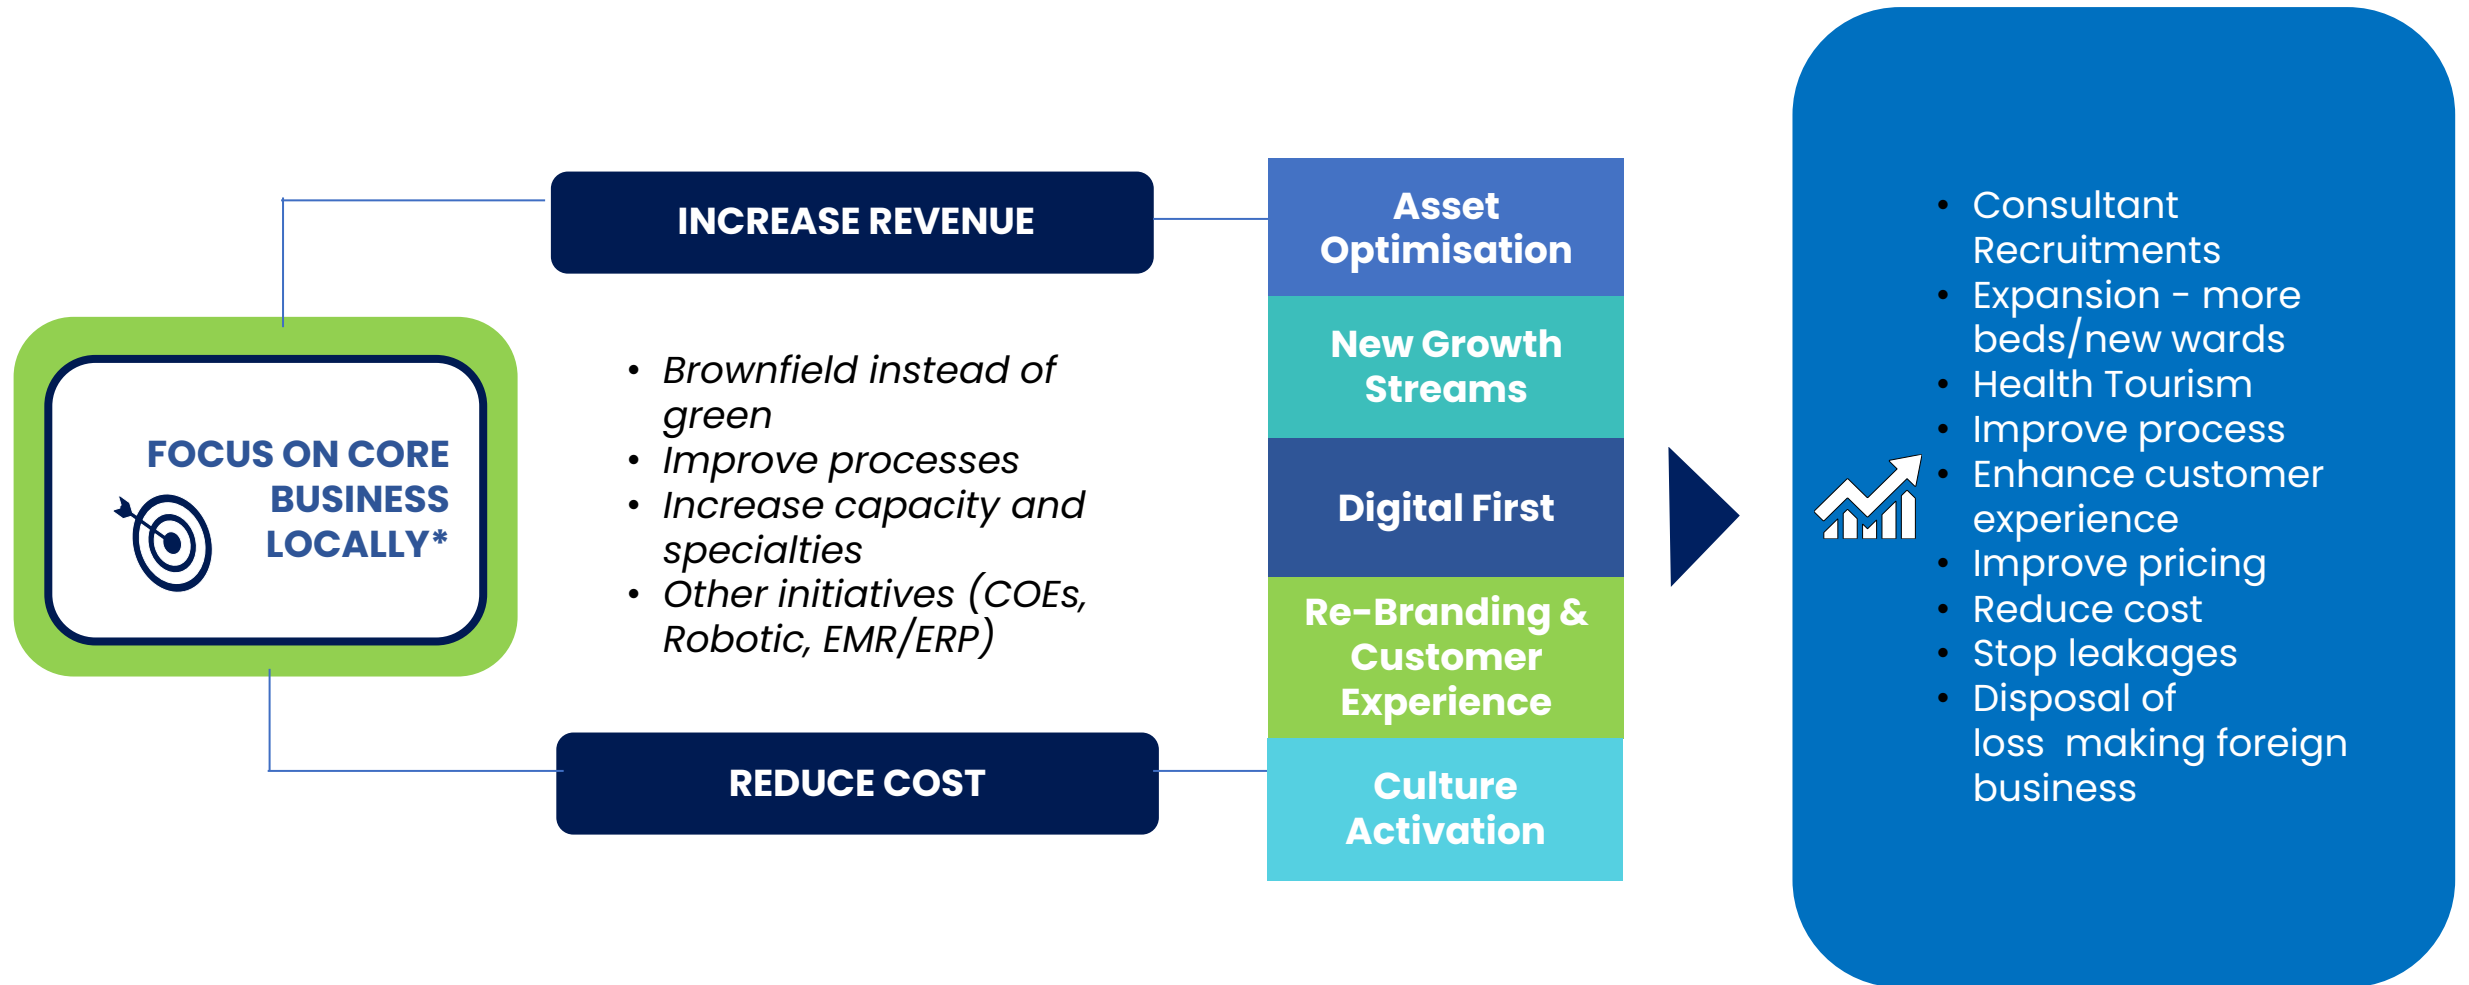 FOCUS ON CORE
BUSINESS
LOCALLY*
INCREASE REVENUE
• Brownfield instead of
green
• Improve processes
• Increase capacity and
specialties
• Other initiatives (COEs,
Robotic, EMR/ERP)
REDUCE COST
Asset
Optimisation
New Growth
Streams
Digital First
Re-Branding &
Customer
Experience
Culture
Activation
• Consultant
Recruitments
• Expansion - more
beds/new wards
• Health Tourism
• Improve process
• Enhance customer
experience
• Improve pricing
• Reduce cost
• Stop leakages
• Disposal of
loss  making foreign
business